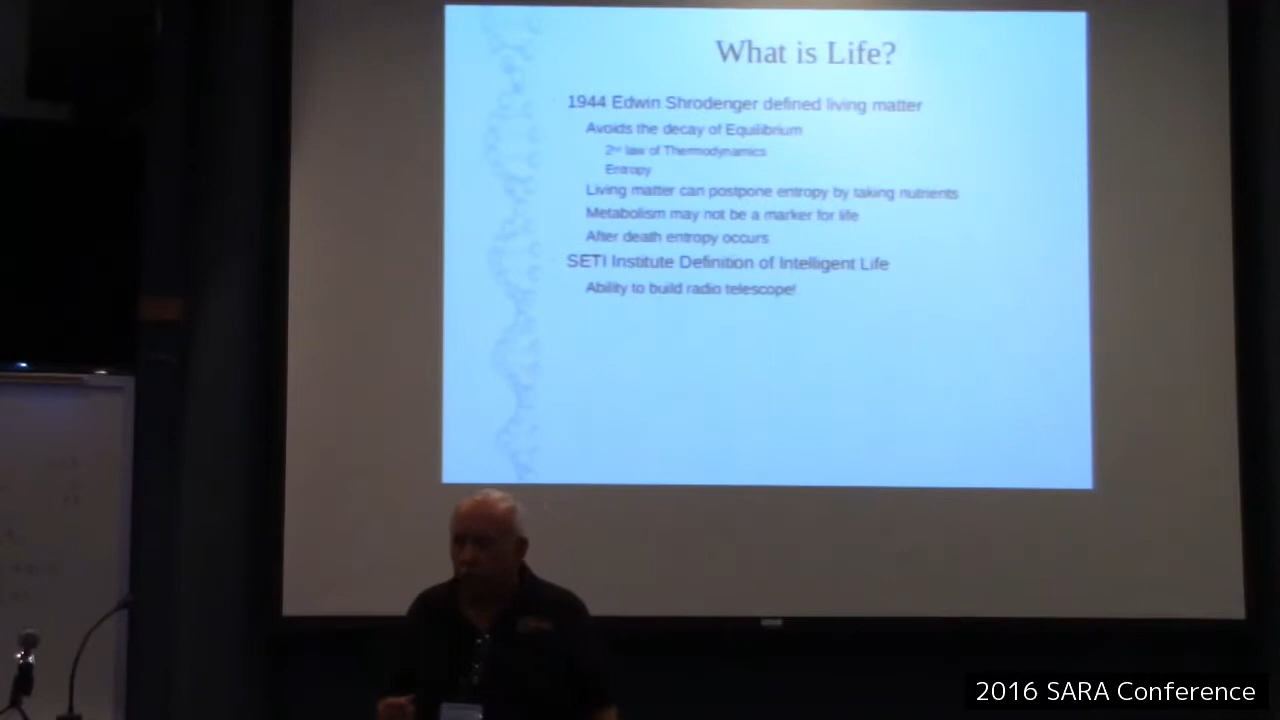 What is Life?
1944 Edwin Shrodenger defined living matter
Avoids the decay of Equilibrium
2nd law of Thermodynamics
Entropy
Living matter can postpone entropy by taking nutrients
Metabolism may not be a marker for life
After death entropy occurs
SETI Institute Definition of Intelligent Life
Ability to build radio telescope!
2016 SARA Conference